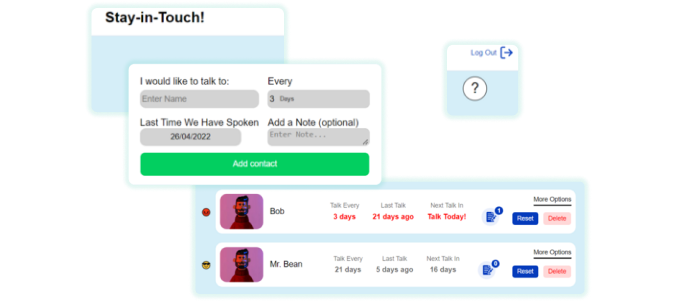 Stay-in-Touch!
Log Out
?
I would like to talk to:
Every
Enter Name
3 Days
Last Time We Have Spoken
Add a Note (optional)
26/04/2022
Enter Note...
Add contact
Bob
Talk Every
3 days
Last Talk
21 days ago
Next Talk In
Talk Today!
1
More Options
Reset
Delete
Mr. Bean
Talk Every
21 days
Last Talk
5 days ago
Next Talk In
16 days
0
More Options
Reset
Delete